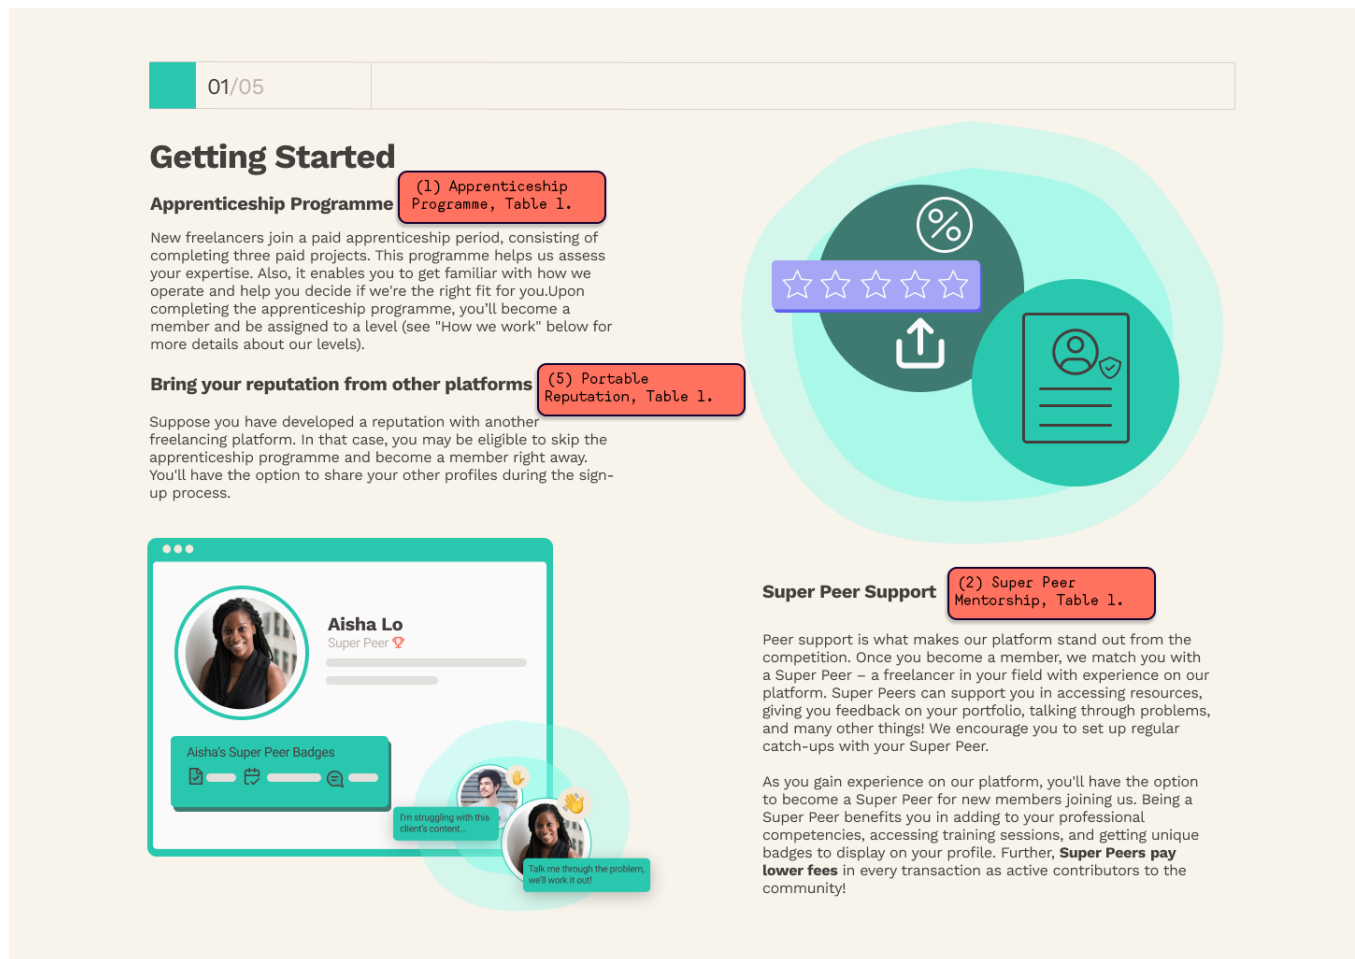 01/05
Getting Started
Apprenticeship Programme
(1) Apprenticeship
Programme, Table 1.
New freelancers join a paid apprenticeship period, consisting of
completing three paid projects. This programme helps us assess
your expertise. Also, it enables you to get familiar with how we
operate and help you decide if we're the right fit for you.Upon
completing the apprenticeship programme, you’ll become a
member and be assigned to a level (see "How we work" below for
more details about our levels).
Bring your reputation from other platforms
(5) Portable
Reputation, Table 1.
Suppose you have developed a reputation with another
freelancing platform. In that case, you may be eligible to skip the
apprenticeship programme and become a member right away.
You'll have the option to share your other profiles during the sign-
up process.
Aisha Lo
Super Peer
Aisha’s Super Peer Badges
I'm struggling with this
client's content...
Talk me through the problem,
we'll work it out!
%
Super Peer Support
(2) Super Peer
Mentorship, Table 1.
Peer support is what makes our platform stand out from the
competition. Once you become a member, we match you with
a Super Peer – a freelancer in your field with experience on our
platform. Super Peers can support you in accessing resources,
giving you feedback on your portfolio, talking through problems,
and many other things! We encourage you to set up regular
catch-ups with your Super Peer.
As you gain experience on our platform, you'll have the option
to become a Super Peer for new members joining us. Being a
Super Peer benefits you in adding to your professional
competencies, accessing training sessions, and getting unique
badges to display on your profile. Further, Super Peers pay
lower fees in every transaction as active contributors to the
community!